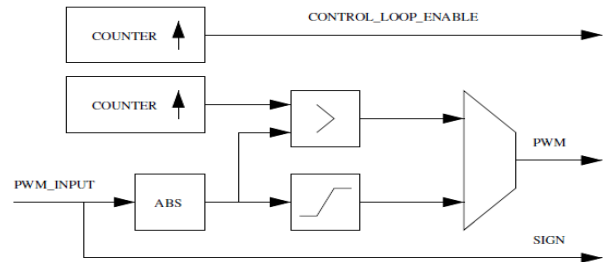 CONTROL_LOOP_ENABLE
COUNTER
COUNTER
>
PWM
PWM_INPUT
ABS
SIGN